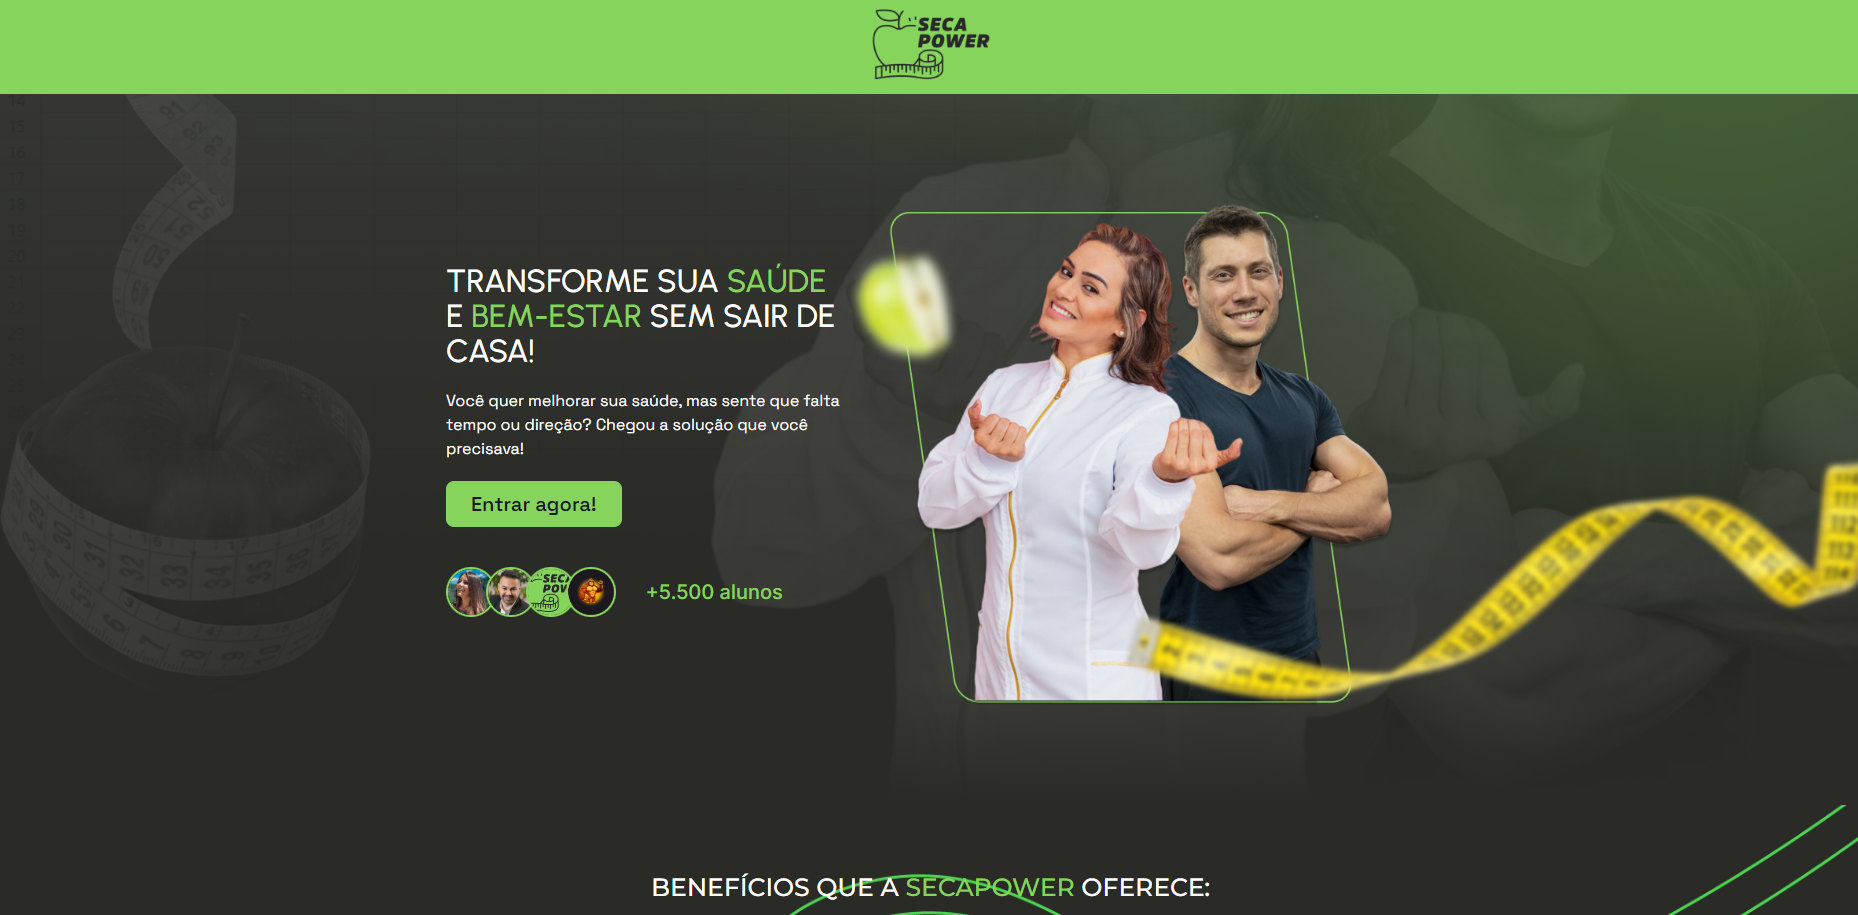 SECA
POWER
TRANSFORME SUA SAÚDE
E BEM-ESTAR SEM SAIR DE
CASA!
Você quer melhorar sua saúde, mas sente que falta
tempo ou direção? Chegou a solução que você
precisava!
Entrar agora!
+5.500 alunos
BENEFÍCIOS QUE A SECAPOWER OFERECE: